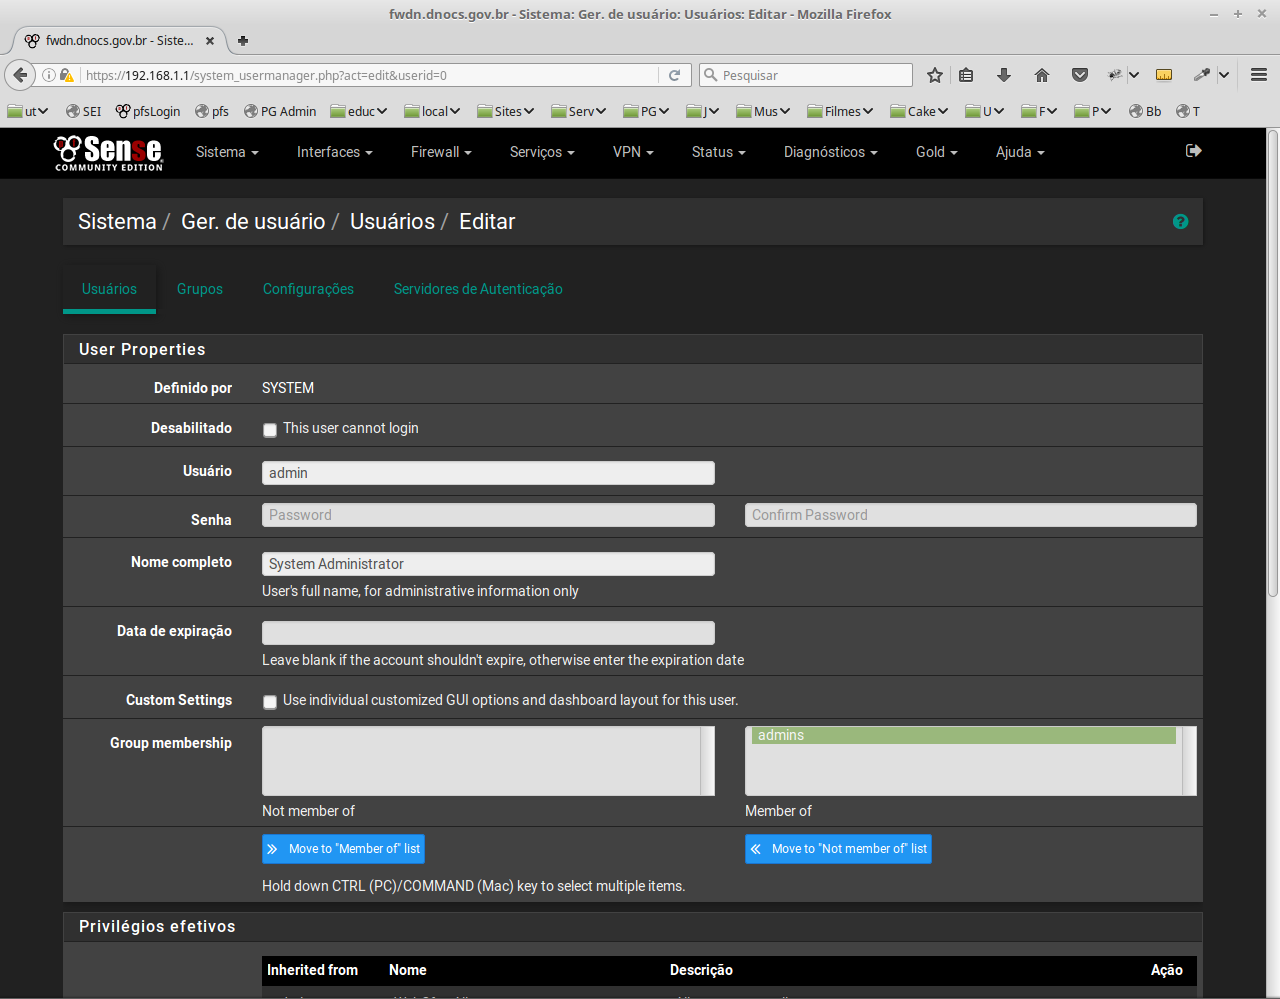 fwdn.dnocs.gov.br - Sistema: Ger. de usuário: Usuários: Editar - Mozilla Firefox
fwdn.dnocs.gov.br - Siste...
https://192.168.1.1/system_usermanager.php?act=edit&userid=0
Pesquisar
ut SEI pfsLogin pfs PG Admin educ local Sites Serv PG J Mus Filmes Cake U F P Bb T
Sense
COMMUNITY EDITION
Sistema Interfaces Firewall Serviços VPN Status Diagnósticos Gold Ajuda
Sistema / Ger. de usuário / Usuários / Editar
Usuários Grupos Configurações Servidores de Autenticação
User Properties
Definido por SYSTEM
Desabilitado This user cannot login
Usuário admin
Senha Password Confirm Password
Nome completo System Administrator
User's full name, for administrative information only
Data de expiração
Leave blank if the account shouldn't expire, otherwise enter the expiration date
Custom Settings Use individual customized GUI options and dashboard layout for this user.
Group membership admins
Not member of Member of
Move to "Member of" list Move to "Not member of" list
Hold down CTRL (PC)/COMMAND (Mac) key to select multiple items.
Privilégios efetivos
Inherited from Nome Descrição Ação